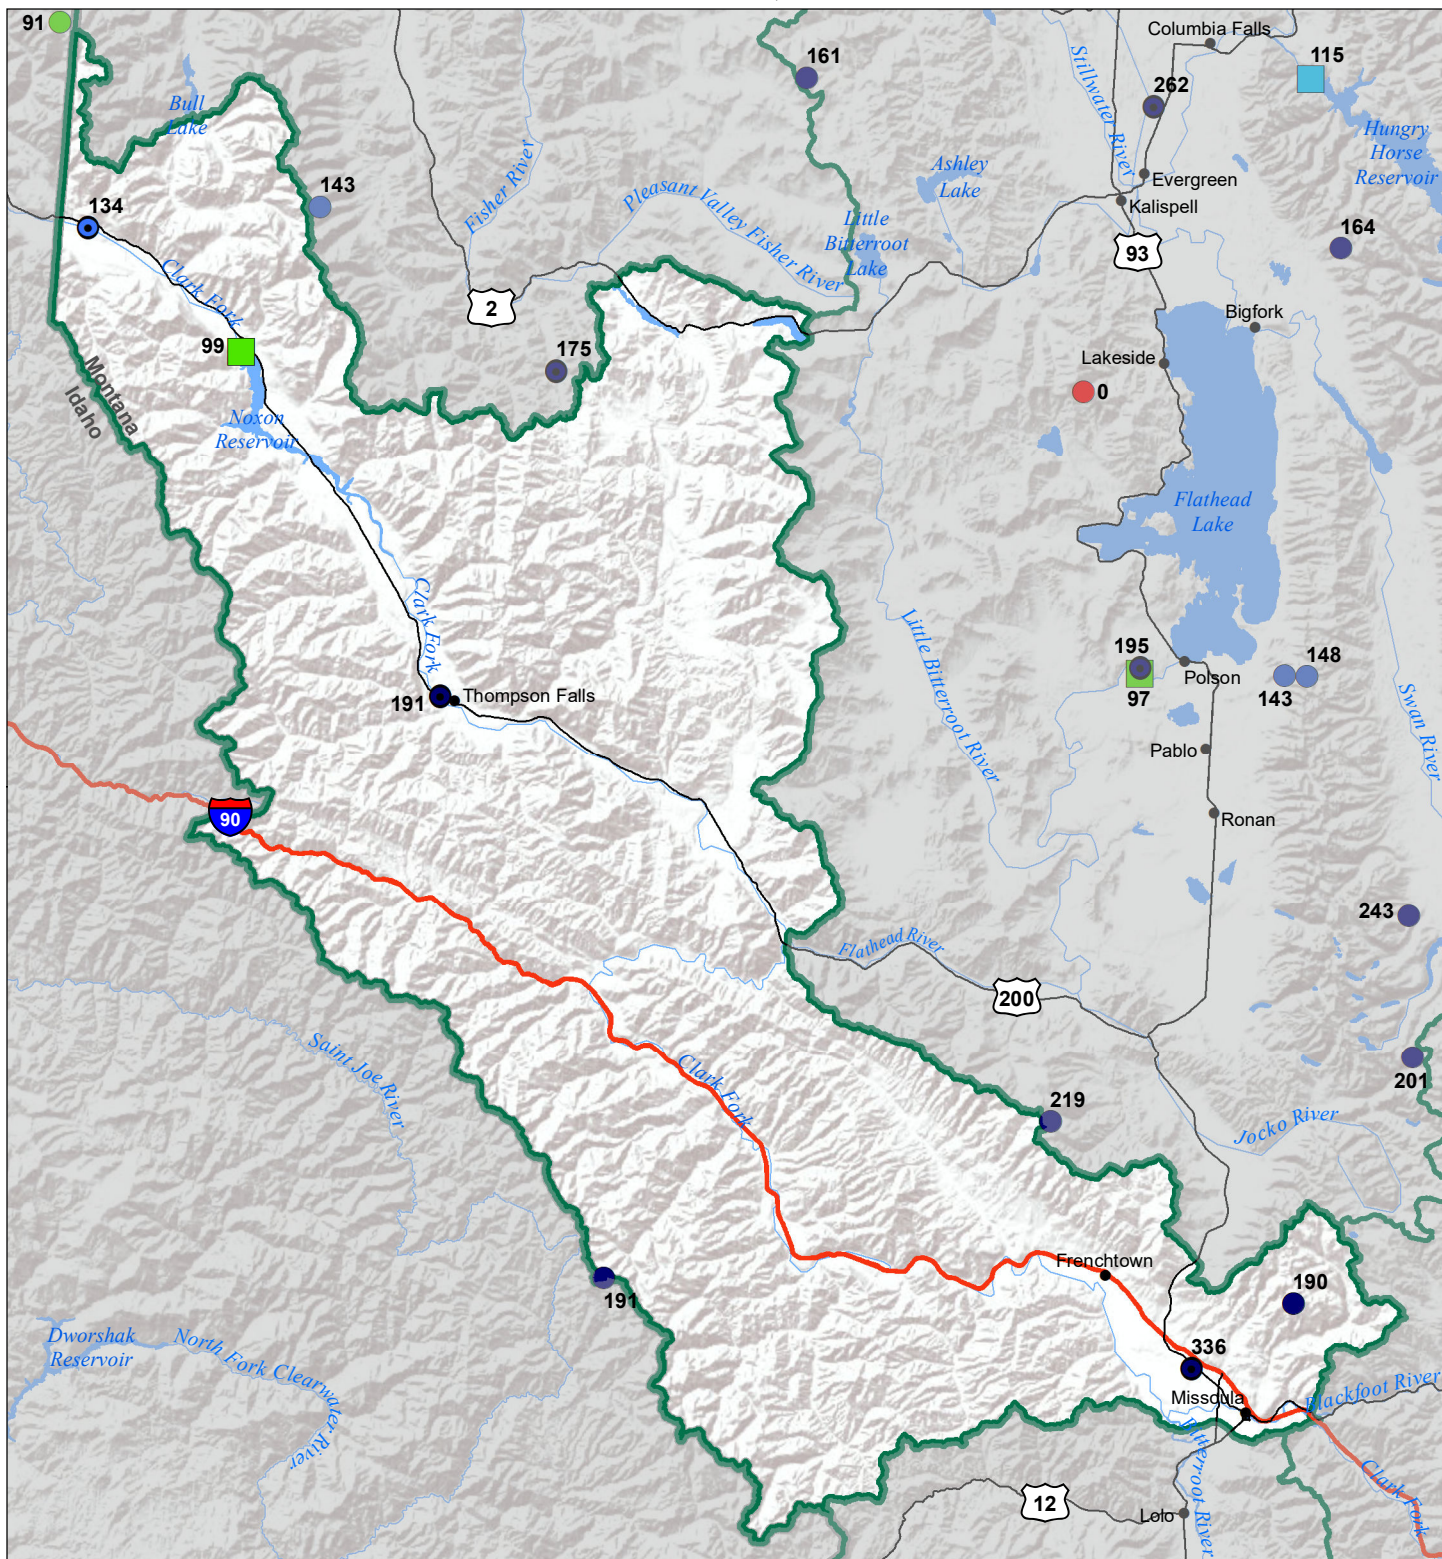 91
161
Columbia Falls
115
262
Stillwater River
Bull
Lake
Hungry
Horse
Reservoir
Fisher River
Ashley
Lake
Evergreen
143
Pleasant Valley Fisher River
Kalispell
134
Little
Bitterroot
Lake
164
93
Clark Fork
2
Bigfork
99
175
Lakeside
Montana
Idaho
0
Noxon
Reservoir
Flathead
Lake
Clark Fork
Little Bitterroot River
195
97
Polson
148
143
191
Thompson Falls
Swan River
Pablo
90
Ronan
243
Flathead River
200
Saint Joe River
Clark Fork
201
219
Jocko River
Frenchtown
191
190
Dworshak
Reservoir
North Fork Clearwater
River
336
Missoula
Blackfoot River
Bitterroot River
Clark Fork
12
Lolo